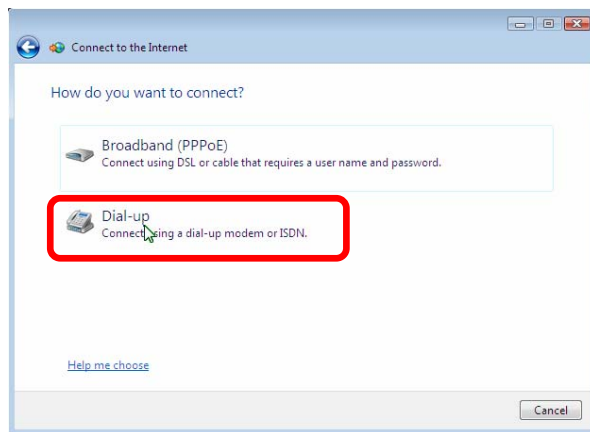 Connect to the Internet
How do you want to connect?
Broadband (PPPoE)
Connect using DSL or cable that requires a user name and password.
Dial-up
Connect using a dial-up modem or ISDN.
Help me choose
Cancel